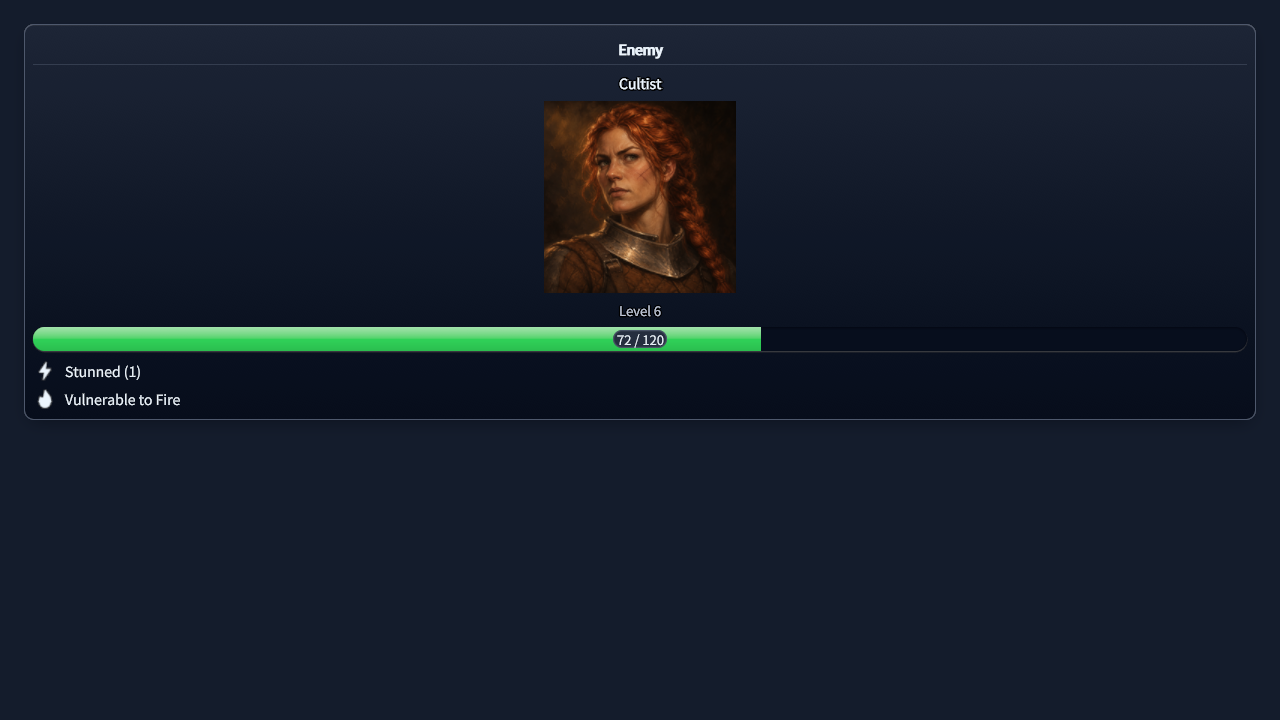 Enemy
Cultist
Level 6
72 / 120
Stunned (1)
Vulnerable to Fire